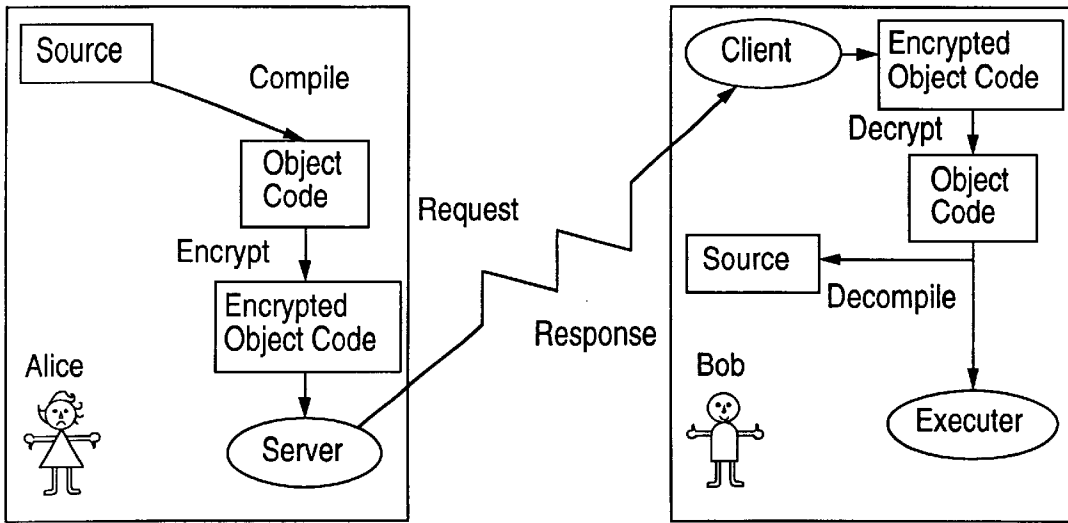 Source
Compile
Object
Code
Encrypt
Encrypted
Object Code
Alice
Server
Request
Response
Client
Encrypted
Object Code
Decrypt
Object
Code
Source
Decompile
Bob
Executer